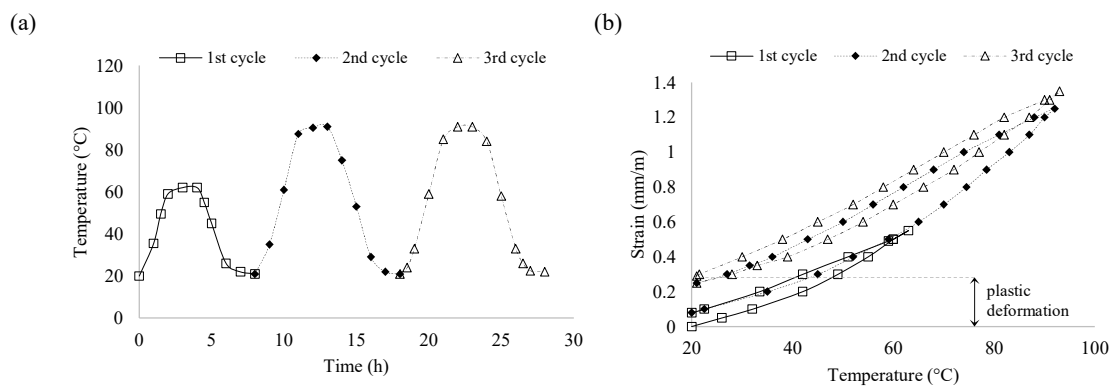 (a)
1st cycle 2nd cycle 3rd cycle
120
100
80
60
40
20
0
Temperature (°C)
0 5 10 15 20 25 30
Time (h)
(b)
1st cycle 2nd cycle 3rd cycle
1.4
1.2
1
0.8
0.6
0.4
0.2
0
Strain (mm/m)
plastic
deformation
20 40 60 80 100
Temperature (°C)